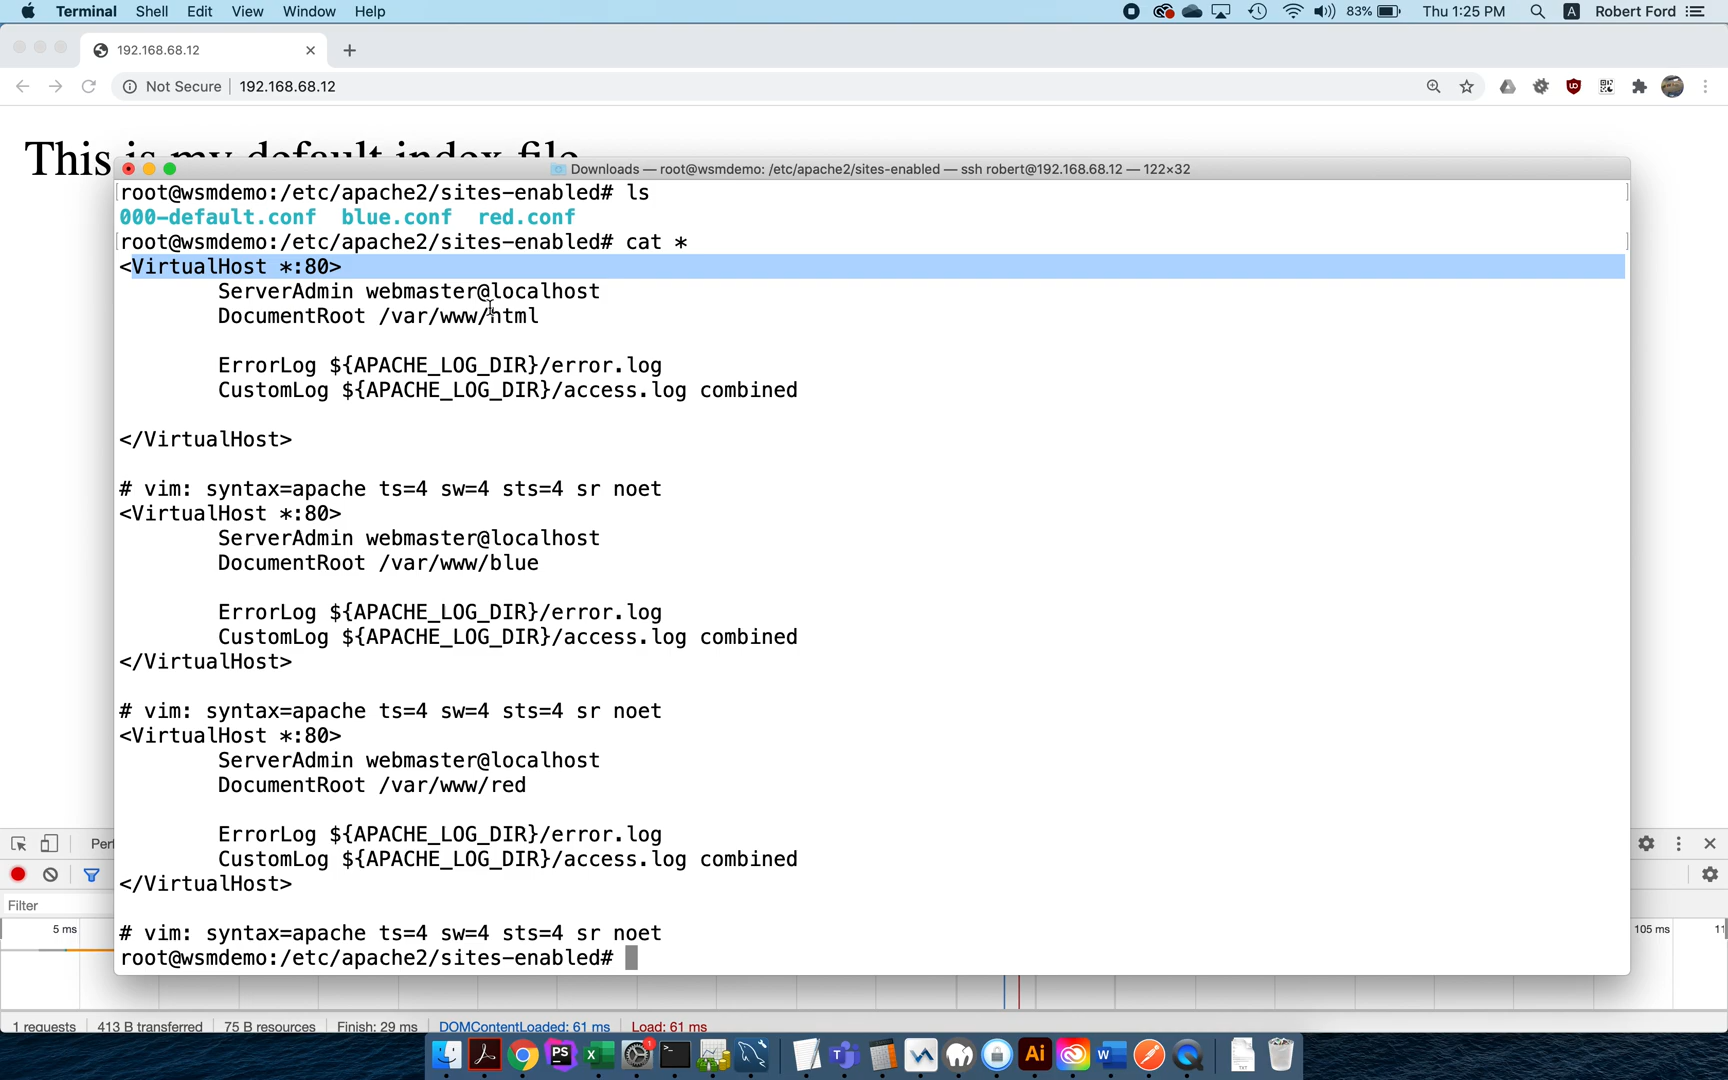 Terminal Shell Edit View Window Help 83% Thu 1:25 PM A Robert Ford
192.168.68.12
Not Secure 192.168.68.12
This is my default index file
Downloads — root@wsmdemo: /etc/apache2/sites-enabled — ssh robert@192.168.68.12 — 122×32
root@wsmdemo:/etc/apache2/sites-enabled# ls
000-default.conf blue.conf red.conf
root@wsmdemo:/etc/apache2/sites-enabled# cat *
<VirtualHost *:80>
ServerAdmin webmaster@localhost
DocumentRoot /var/www/html
ErrorLog ${APACHE_LOG_DIR}/error.log
CustomLog ${APACHE_LOG_DIR}/access.log combined
</VirtualHost>
# vim: syntax=apache ts=4 sw=4 sts=4 sr noet
<VirtualHost *:80>
ServerAdmin webmaster@localhost
DocumentRoot /var/www/blue
ErrorLog ${APACHE_LOG_DIR}/error.log
CustomLog ${APACHE_LOG_DIR}/access.log combined
</VirtualHost>
# vim: syntax=apache ts=4 sw=4 sts=4 sr noet
<VirtualHost *:80>
ServerAdmin webmaster@localhost
DocumentRoot /var/www/red
ErrorLog ${APACHE_LOG_DIR}/error.log
CustomLog ${APACHE_LOG_DIR}/access.log combined
</VirtualHost>
# vim: syntax=apache ts=4 sw=4 sts=4 sr noet
root@wsmdemo:/etc/apache2/sites-enabled#
Filter
5 ms 105 ms
1 requests 413 B transferred 75 B resources Finish: 29 ms DOMContentLoaded: 61 ms Load: 61 ms
PS Ai W